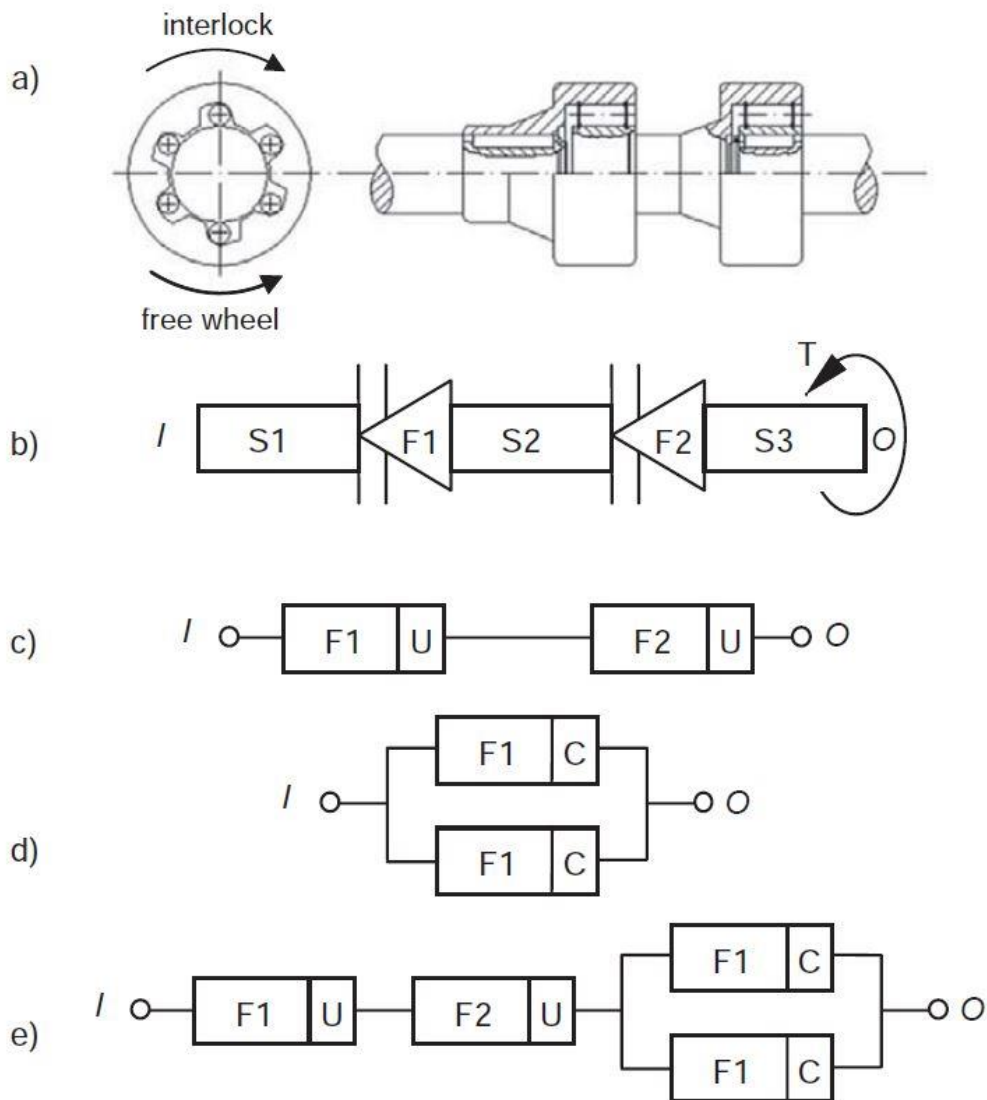 interlock
a)
free wheel
T
b) I S1 F1 S2 F2 S3 O
c) I F1 U F2 U O
F1 C
I O
d)
F1 C
F1 C
I F1 U F2 U O
e)
F1 C